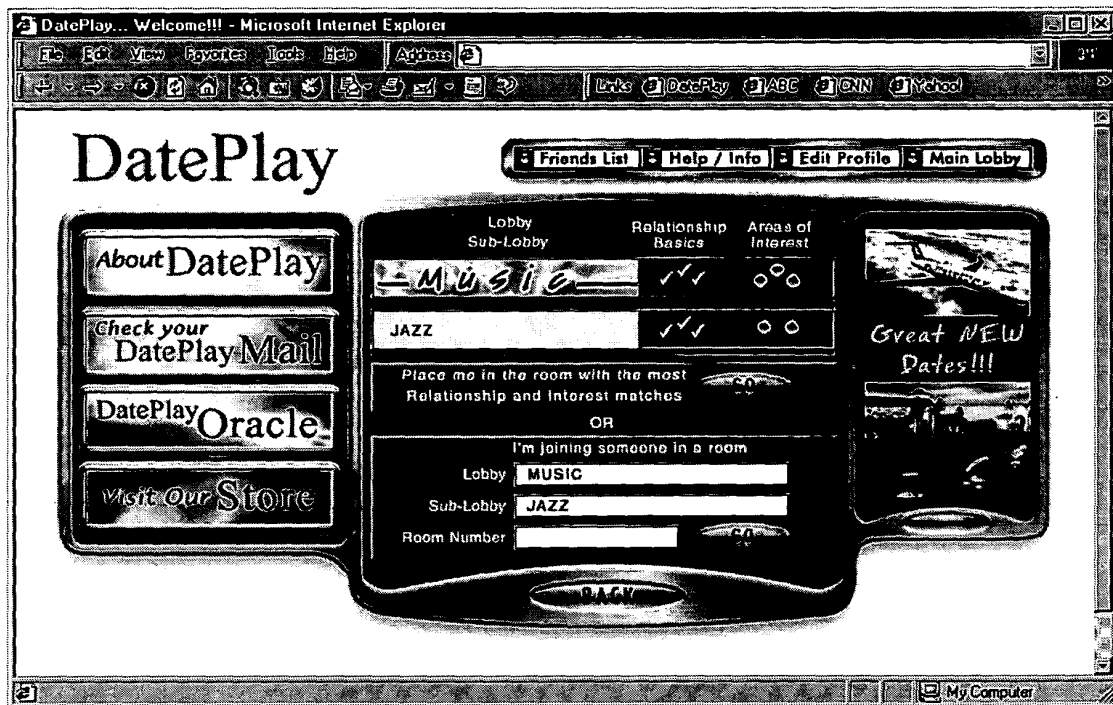 DatePlay... Welcome!!! - Microsoft Internet Explorer
File Edit View Favorites Tools Help Address
Links DatePlay ABC CNN Yahoo!
DatePlay
Friends List Help / Info Edit Profile Main Lobby
About DatePlay
Check your
DatePlay Mail
DatePlay
Oracle
Visit Our Store
Lobby
Sub-Lobby
Relationship
Basics
Areas of
Interest
Music
JAZZ
Place me in the room with the most
Relationship and Interest matches
GO
OR
I'm joining someone in a room
Lobby MUSIC
Sub-Lobby JAZZ
Room Number
GO
BACK
Great NEW
Dates!!!
My Computer